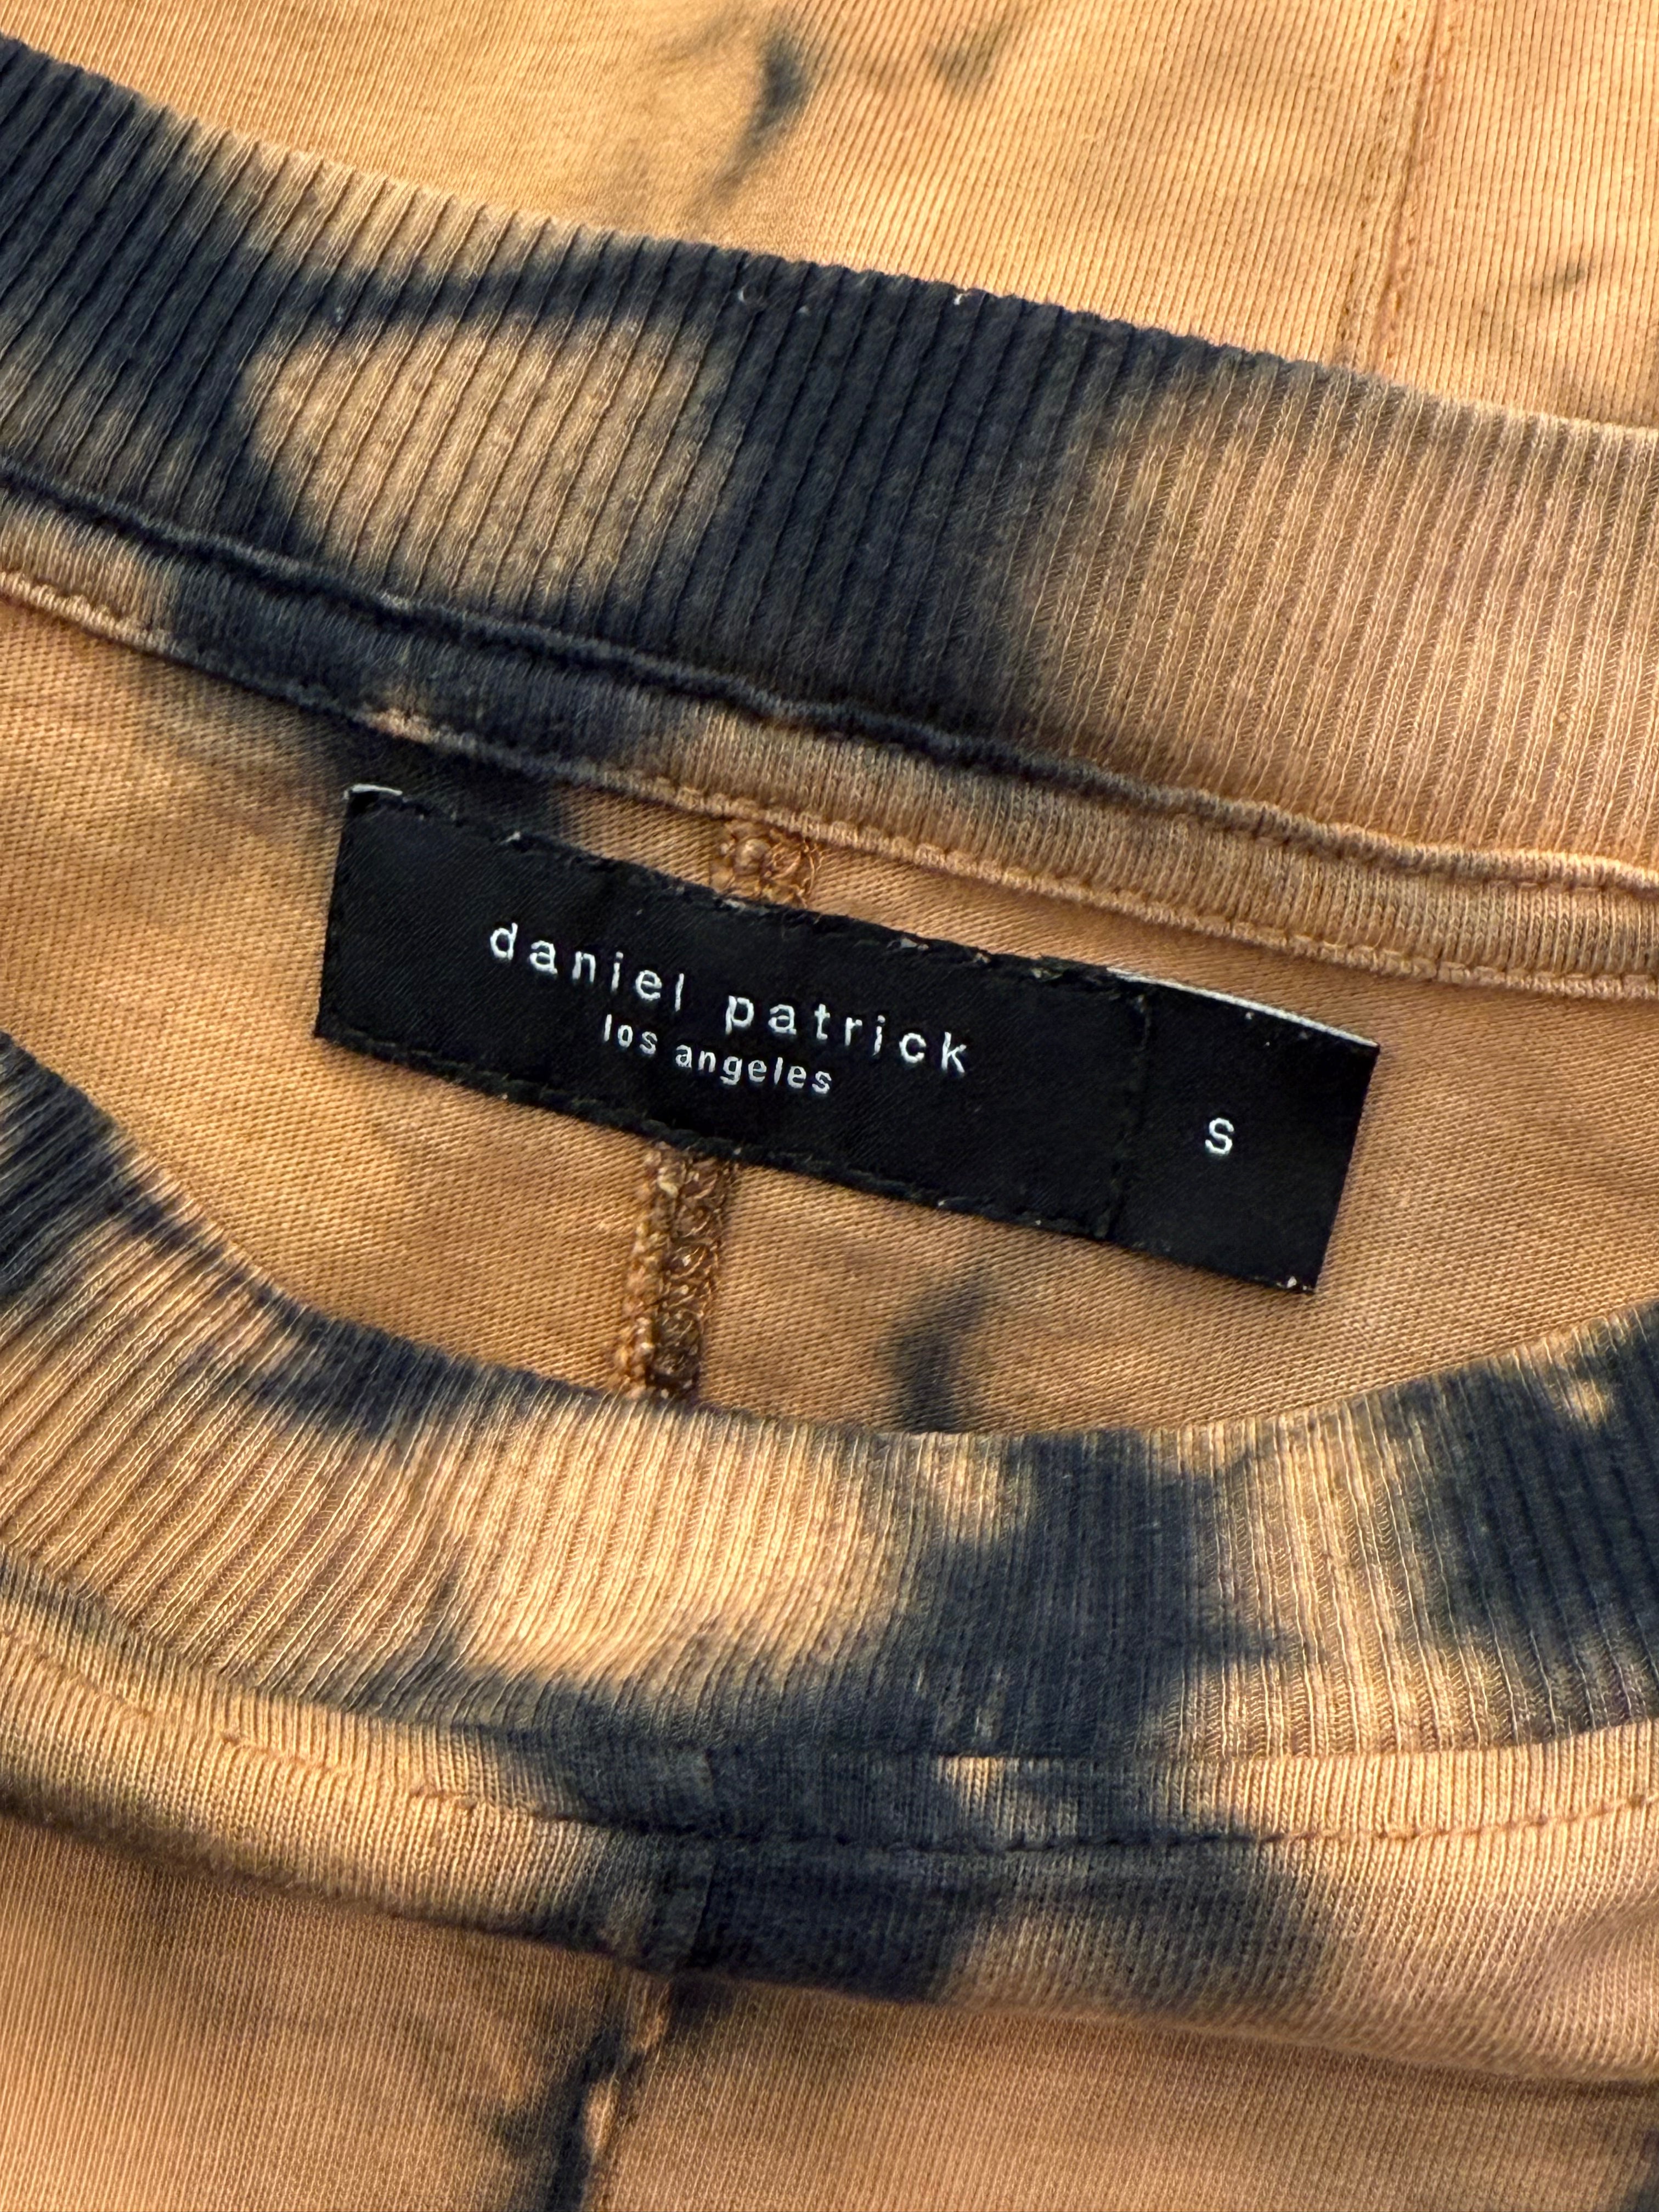 daniel patrick
los angeles
S